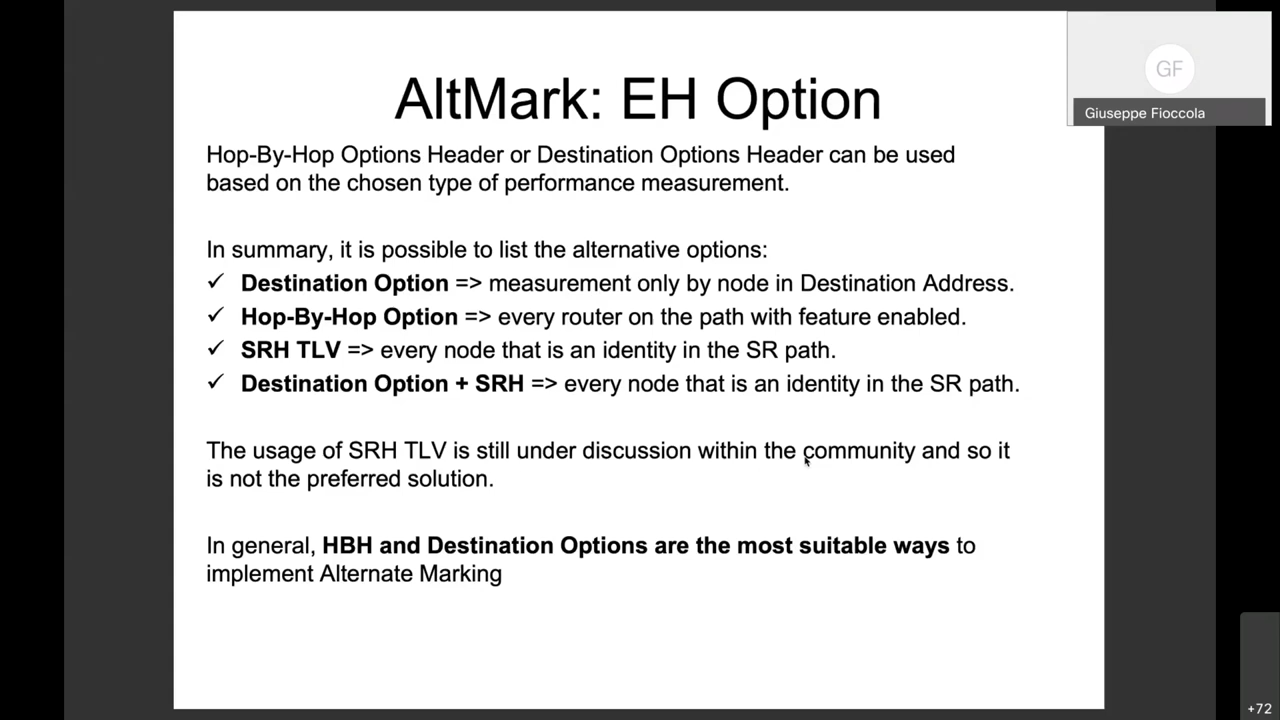 AltMark: EH Option
GF
Giuseppe Fioccola
Hop-By-Hop Options Header or Destination Options Header can be used
based on the chosen type of performance measurement.
In summary, it is possible to list the alternative options:
✓ Destination Option => measurement only by node in Destination Address.
✓ Hop-By-Hop Option => every router on the path with feature enabled.
✓ SRH TLV => every node that is an identity in the SR path.
✓ Destination Option + SRH => every node that is an identity in the SR path.
The usage of SRH TLV is still under discussion within the community and so it
is not the preferred solution.
In general, HBH and Destination Options are the most suitable ways to
implement Alternate Marking
+72